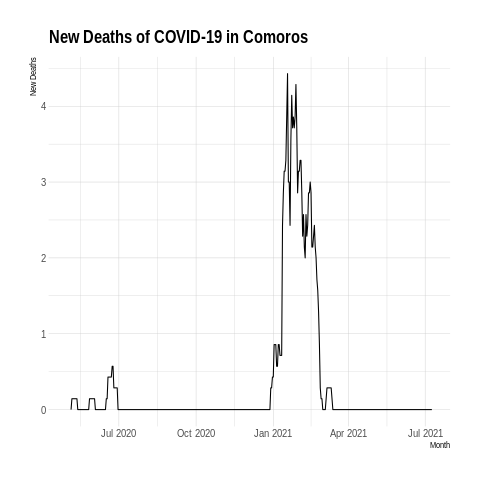 New Deaths of COVID-19 in Comoros
New Deaths
4
3
2
1
0
Jul 2020
Oct 2020
Jan 2021
Apr 2021
Jul 2021
Month